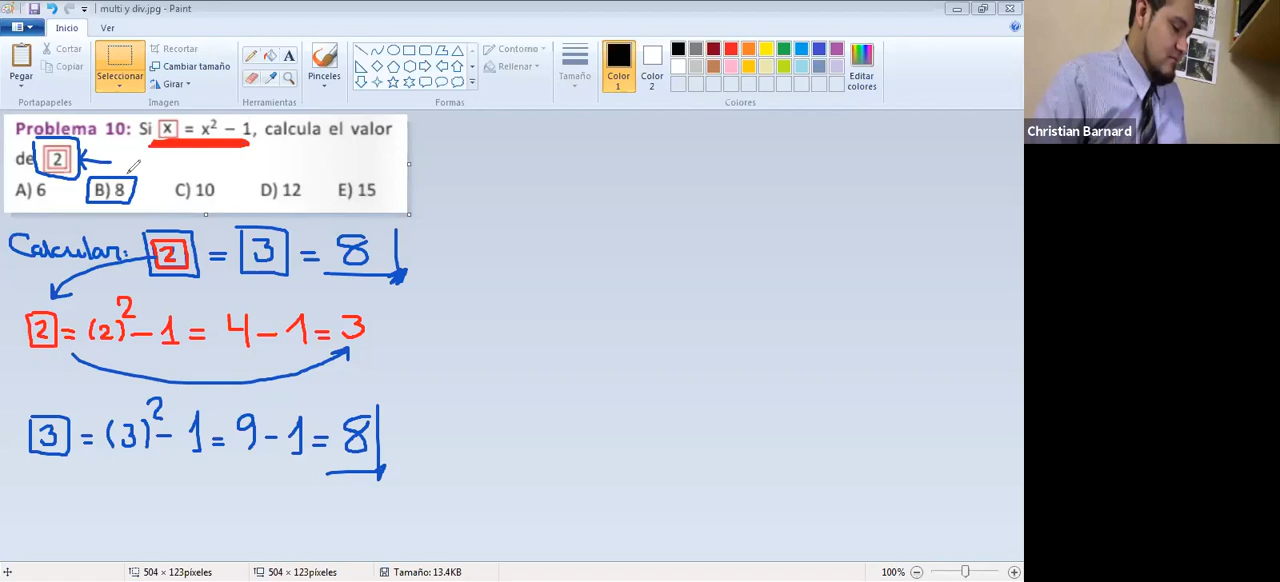 multi y div.jpg - Paint
Inicio
Ver
Pegar
Cortar
Copiar
Portapapeles
Seleccionar
Recortar
Cambiar tamaño
Girar
Imagen
A
Herramientas
Pinceles
Contorno
Rellenar
Formas
Tamaño
Color 1
Color 2
Editar colores
Colores
Christian Barnard
Problema 10: Si x = x² – 1, calcula el valor
de 2
A) 6 B) 8 C) 10 D) 12 E) 15
Calcular: 2 = 3 = 8
2 = (2)² - 1 = 4 - 1 = 3
3 = (3)² - 1 = 9 - 1 = 8
504 × 123píxeles
504 × 123píxeles
Tamaño: 13.4KB
100%